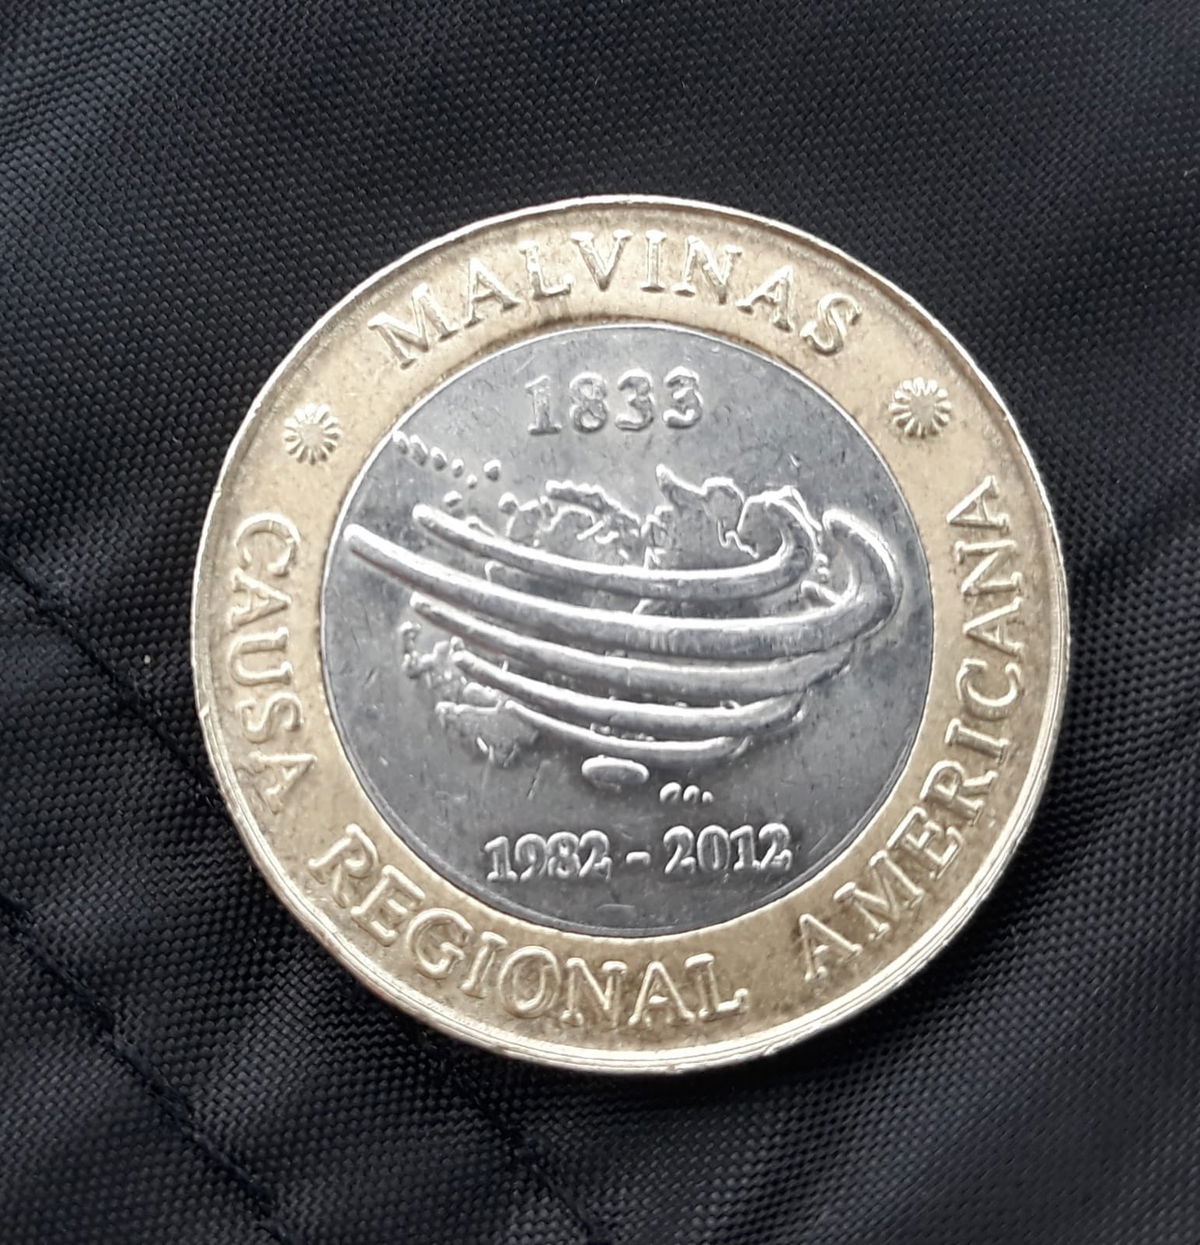 MALVINAS
1833
1982 - 2012
CAUSA REGIONAL AMERICANA